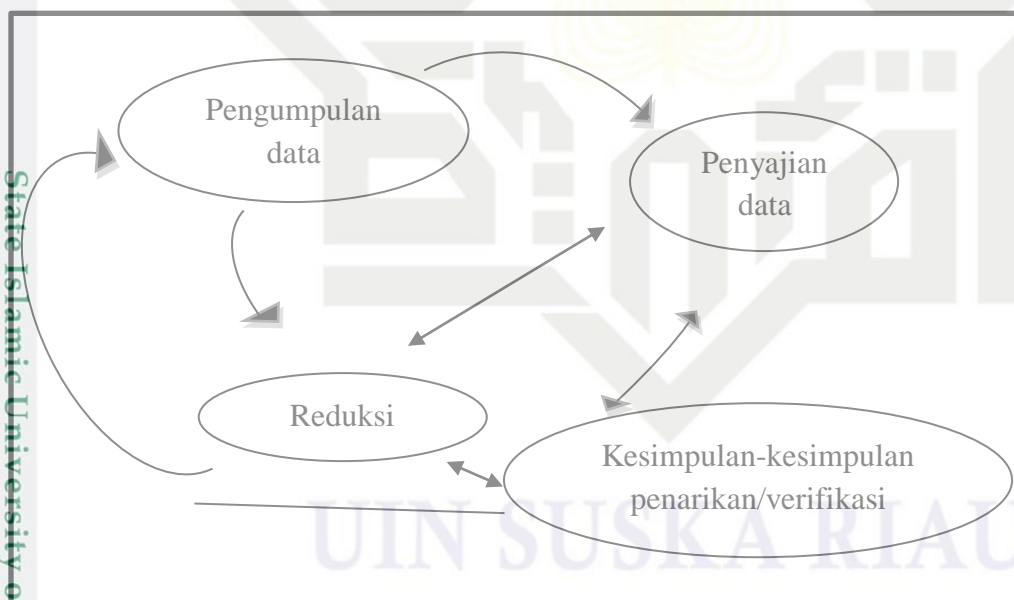 Pengumpulan
data
Penyajian
data
Reduksi
Kesimpulan-kesimpulan
penarikan/verifikasi
UIN SUSKA RIAU
State Islamic University o